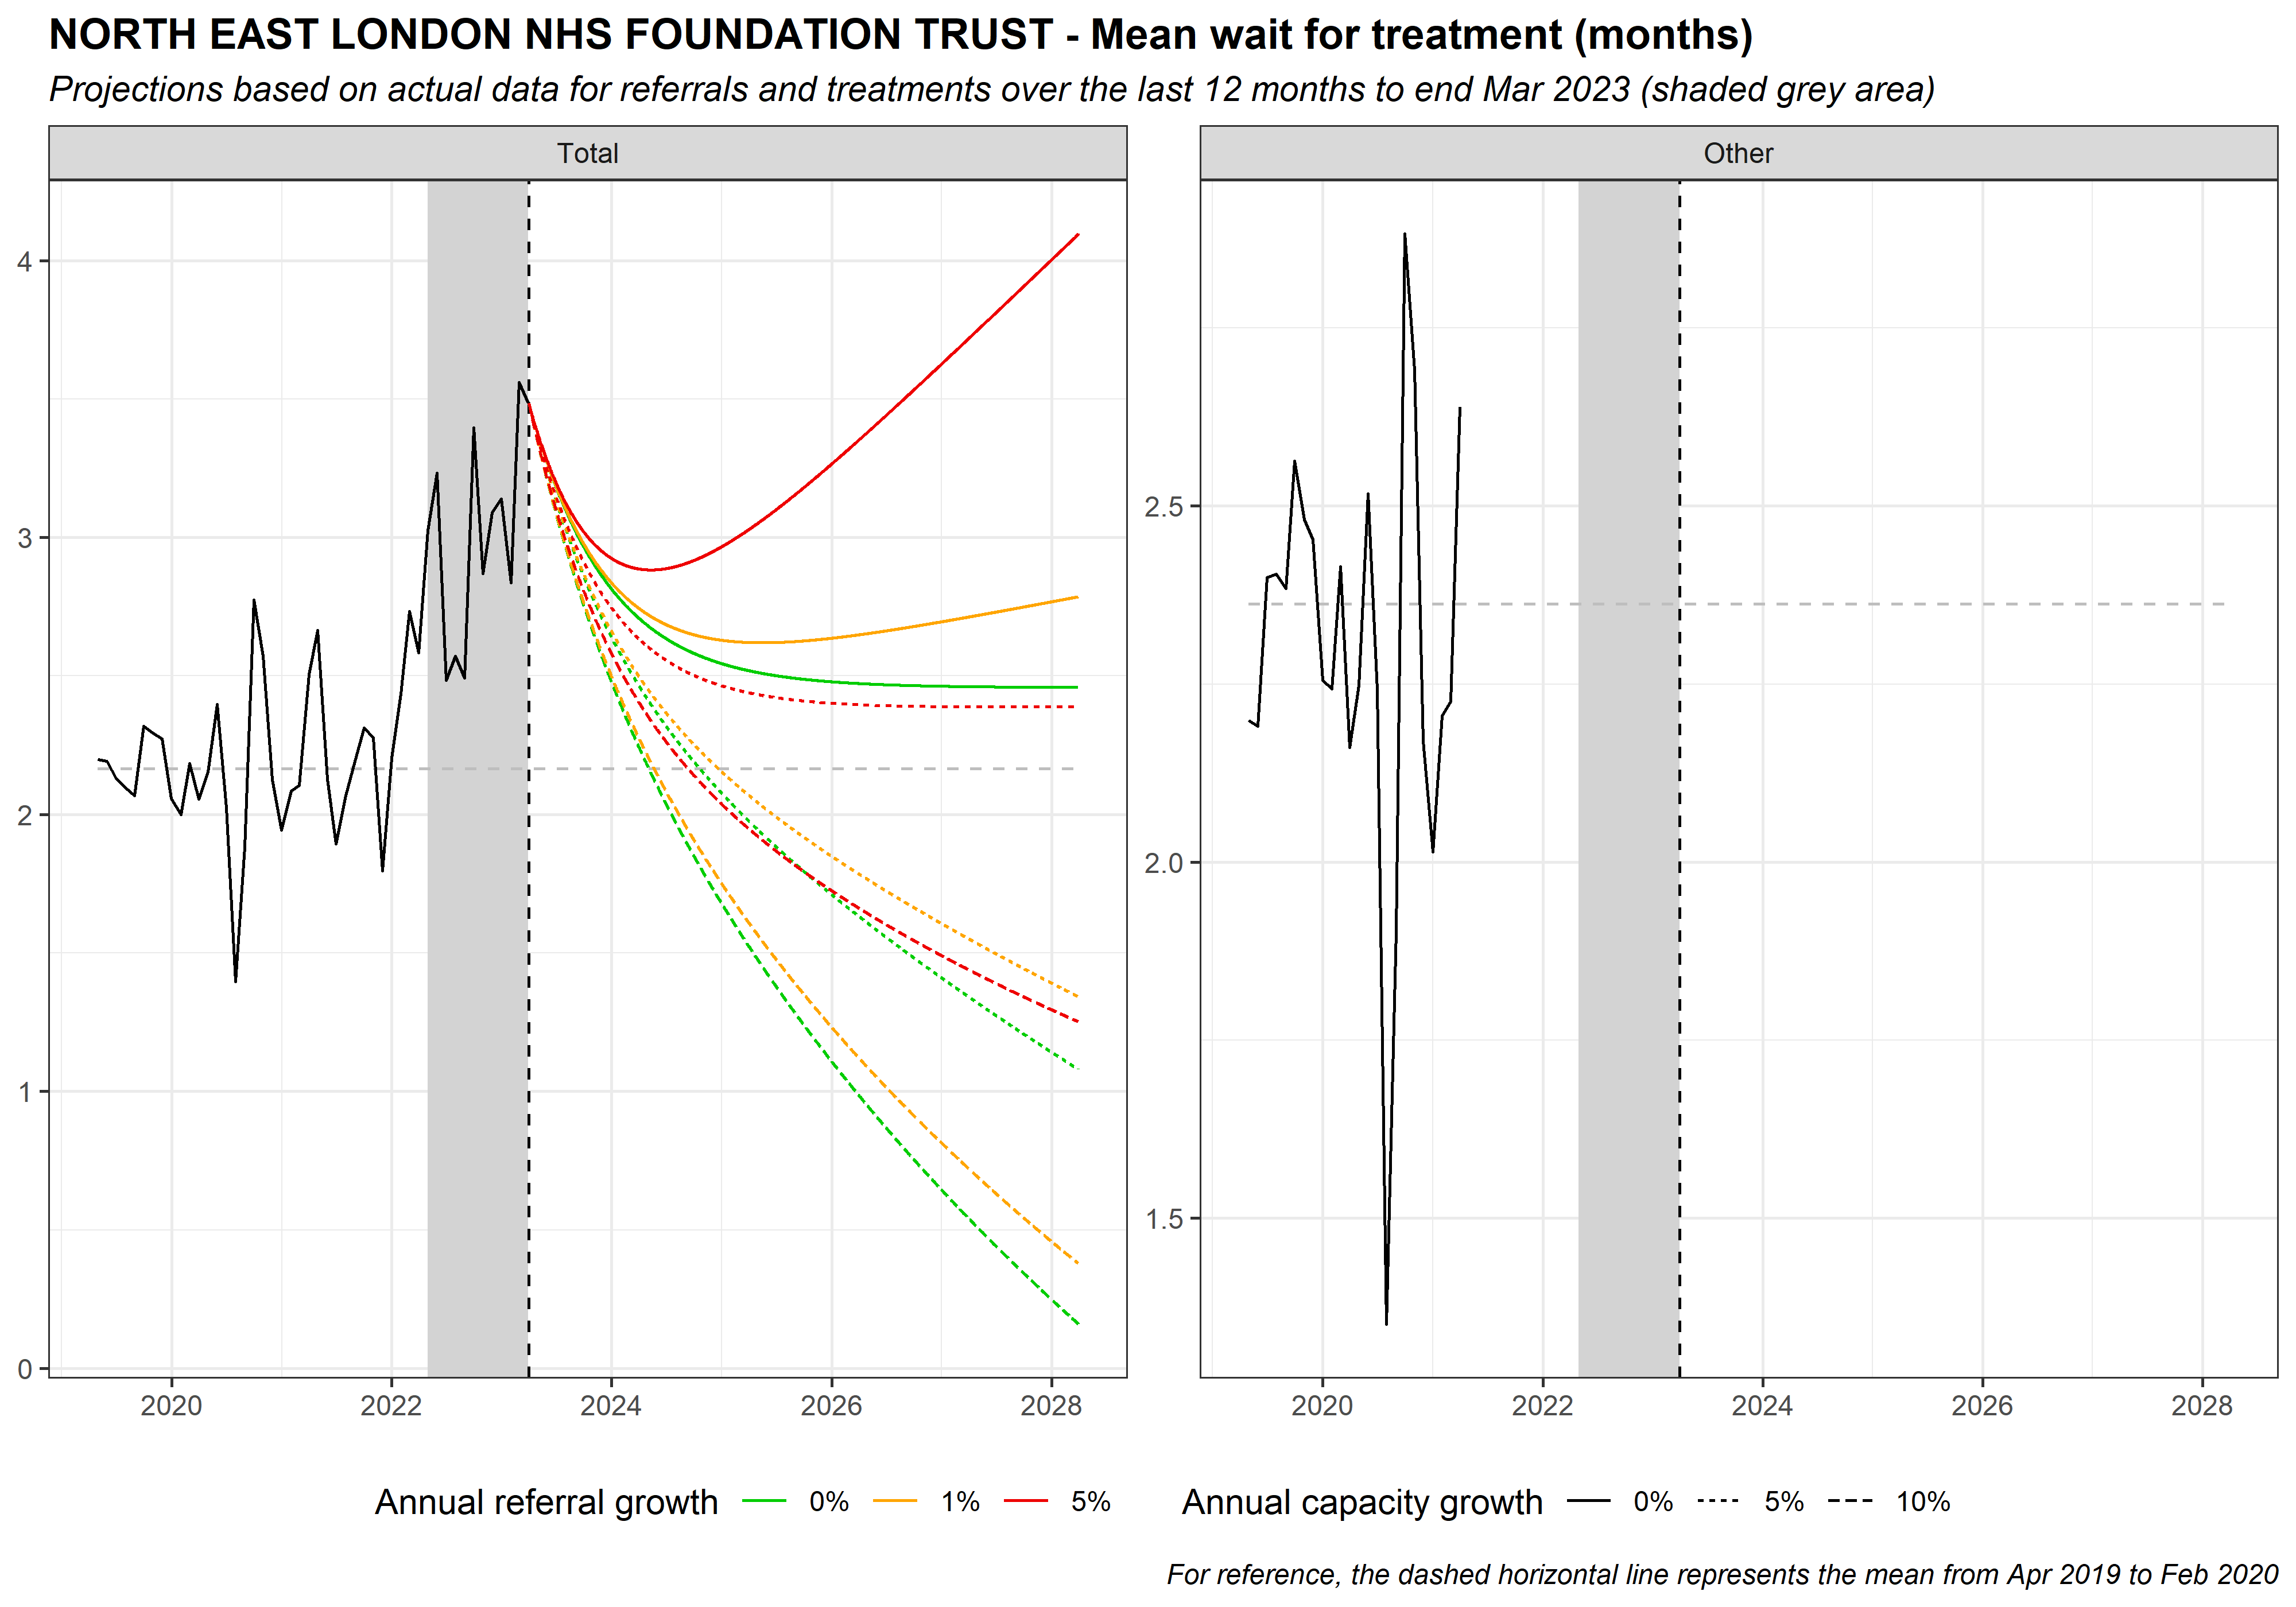 NORTH EAST LONDON NHS FOUNDATION TRUST - Mean wait for treatment (months)
Projections based on actual data for referrals and treatments over the last 12 months to end Mar 2023 (shaded grey area)
Total
Other
4
3
2
1
0
2.5
2.0
1.5
2020 2022 2024 2026 2028
2020 2022 2024 2026 2028
Annual referral growth 0% 1% 5%
Annual capacity growth 0% 5% 10%
For reference, the dashed horizontal line represents the mean from Apr 2019 to Feb 2020